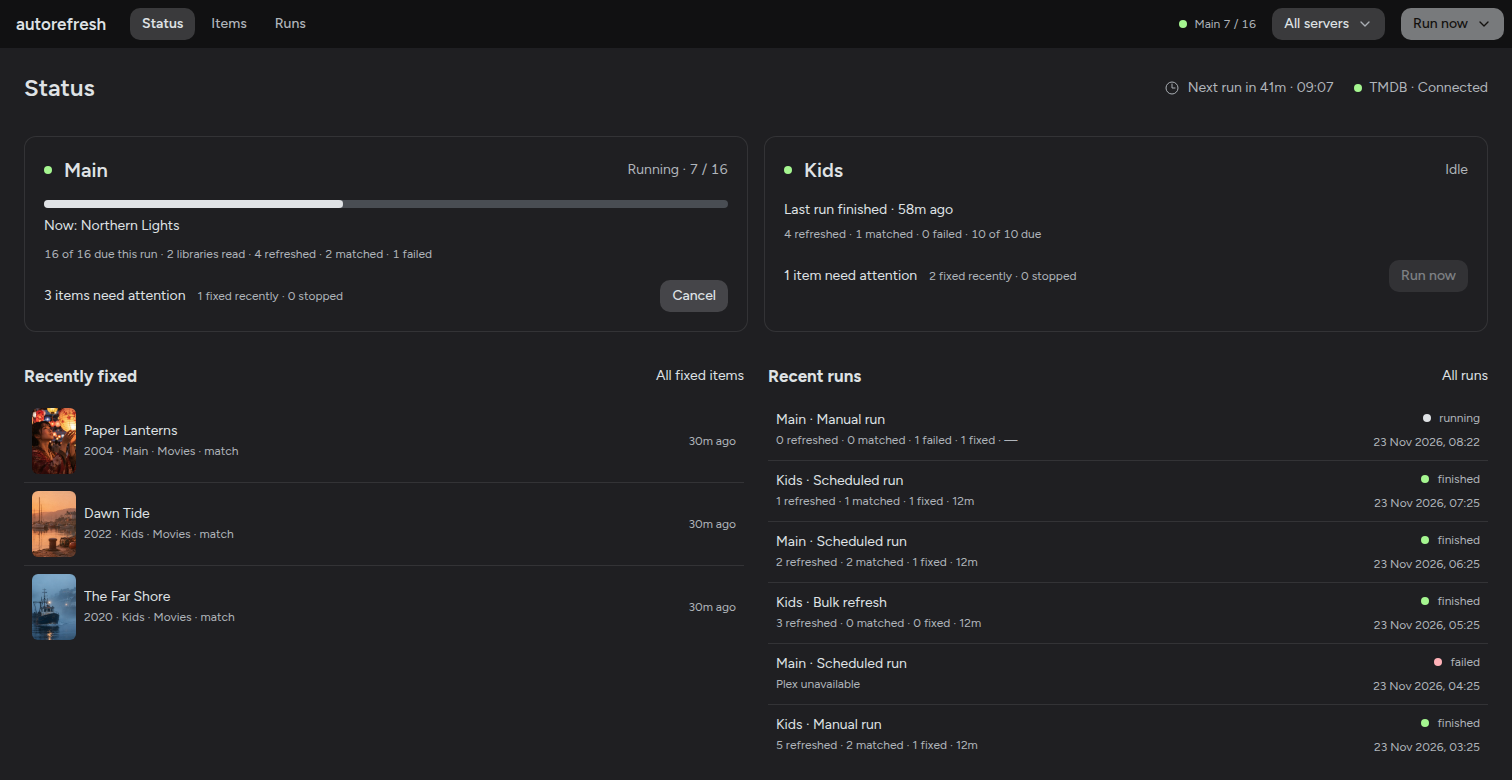 autorefresh Status Items Runs Main 7 / 16 All servers Run now
Status Next run in 41m · 09:07 TMDB · Connected
Main Running · 7 / 16
Now: Northern Lights
16 of 16 due this run · 2 libraries read · 4 refreshed · 2 matched · 1 failed
3 items need attention 1 fixed recently · 0 stopped Cancel
Kids Idle
Last run finished · 58m ago
4 refreshed · 1 matched · 0 failed · 10 of 10 due
1 item need attention 2 fixed recently · 0 stopped Run now
Recently fixed All fixed items
Paper Lanterns
2004 · Main · Movies · match 30m ago
Dawn Tide
2022 · Kids · Movies · match 30m ago
The Far Shore
2020 · Kids · Movies · match 30m ago
Recent runs All runs
Main · Manual run running
0 refreshed · 0 matched · 1 failed · 1 fixed · — 23 Nov 2026, 08:22
Kids · Scheduled run finished
1 refreshed · 1 matched · 1 fixed · 12m 23 Nov 2026, 07:25
Main · Scheduled run finished
2 refreshed · 2 matched · 1 fixed · 12m 23 Nov 2026, 06:25
Kids · Bulk refresh finished
3 refreshed · 0 matched · 0 fixed · 12m 23 Nov 2026, 05:25
Main · Scheduled run failed
Plex unavailable 23 Nov 2026, 04:25
Kids · Manual run finished
5 refreshed · 2 matched · 1 fixed · 12m 23 Nov 2026, 03:25